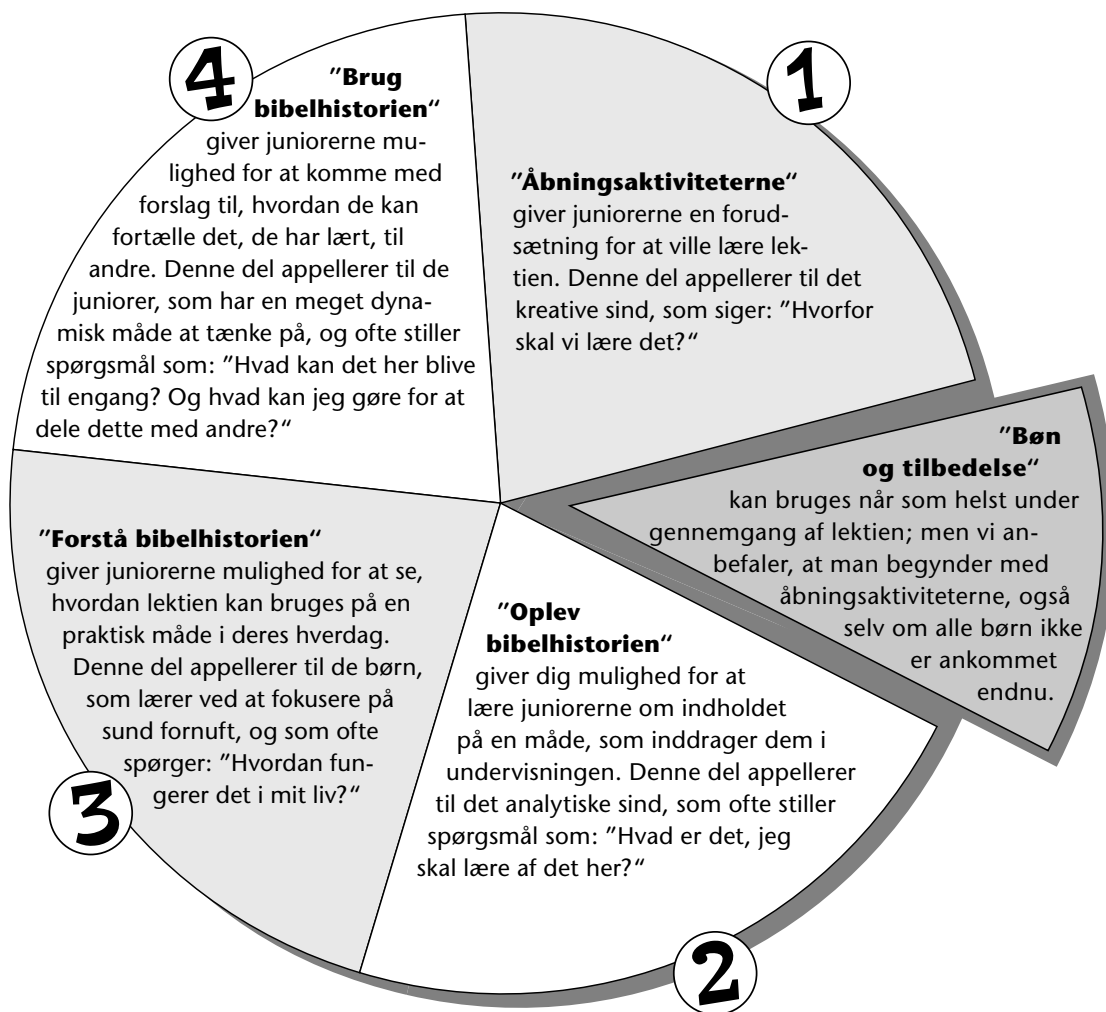 1
"Åbningsaktiviteterne“
giver juniorerne en forud-
sætning for at ville lære lek-
tien. Denne del appellerer til det
kreative sind, som siger: "Hvorfor
skal vi lære det?“
"Bøn
og tilbedelse“
kan bruges når som helst under
gennemgang af lektien; men vi an-
befaler, at man begynder med
åbningsaktiviteterne, også
selv om alle børn ikke
er ankommet
endnu.
2
"Oplev
bibelhistorien“
giver dig mulighed for at
lære juniorerne om indholdet
på en måde, som inddrager dem i
undervisningen. Denne del appellerer
til det analytiske sind, som ofte stiller
spørgsmål som: "Hvad er det, jeg
skal lære af det her?“
3
"Forstå bibelhistorien“
giver juniorerne mulighed for at se,
hvordan lektien kan bruges på en
praktisk måde i deres hverdag.
Denne del appellerer til de børn,
som lærer ved at fokusere på
sund fornuft, og som ofte
spørger: "Hvordan fun-
gerer det i mit liv?“
4
"Brug
bibelhistorien“
giver juniorerne mu-
lighed for at komme med
forslag til, hvordan de kan
fortælle det, de har lært, til
andre. Denne del appellerer til de
juniorer, som har en meget dyna-
misk måde at tænke på, og ofte stiller
spørgsmål som: "Hvad kan det her blive
til engang? Og hvad kan jeg gøre for at
dele dette med andre?“